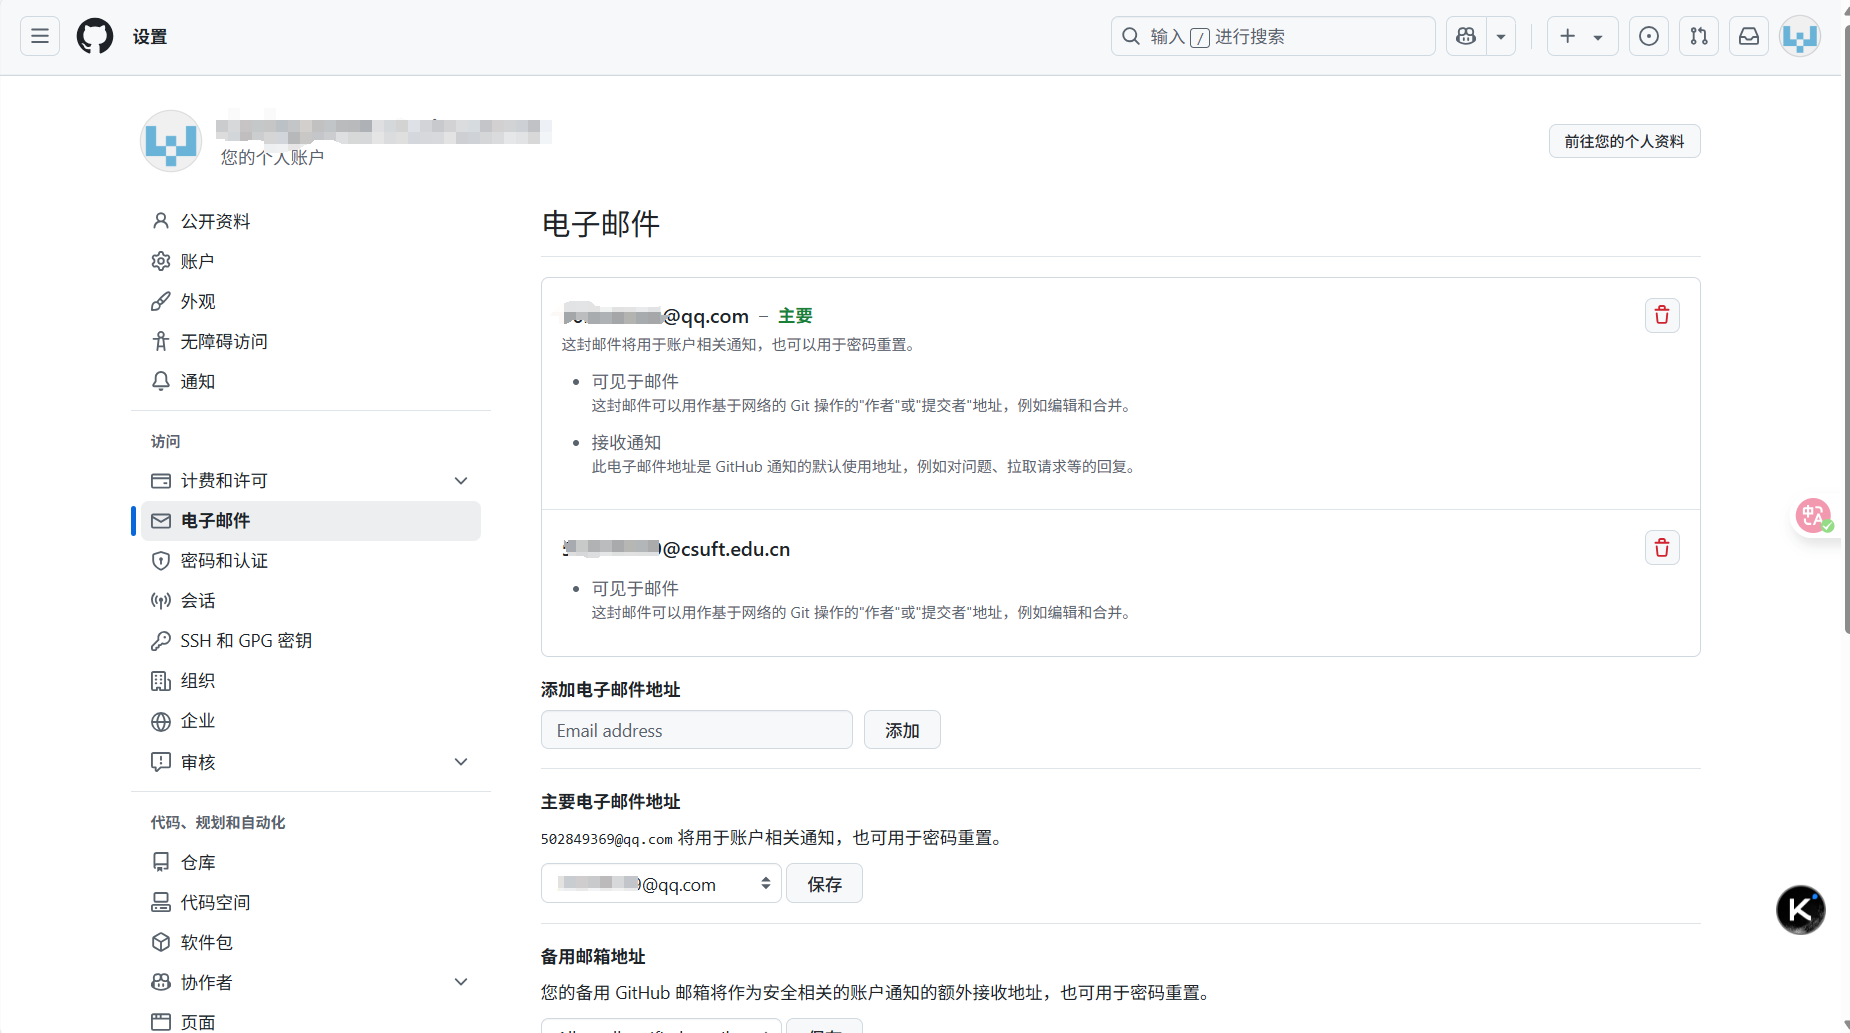 设置
输入 / 进行搜索
您的个人账户
前往您的个人资料
公开资料
账户
外观
无障碍访问
通知
访问
计费和许可
电子邮件
密码和认证
会话
SSH 和 GPG 密钥
组织
企业
审核
代码、规划和自动化
仓库
代码空间
软件包
协作者
页面
电子邮件
@qq.com – 主要
这封邮件将用于账户相关通知，也可以用于密码重置。
可见于邮件
这封邮件可以用作基于网络的 Git 操作的"作者"或"提交者"地址，例如编辑和合并。
接收通知
此电子邮件地址是 GitHub 通知的默认使用地址，例如对问题、拉取请求等的回复。
@csuft.edu.cn
可见于邮件
这封邮件可以用作基于网络的 Git 操作的"作者"或"提交者"地址，例如编辑和合并。
添加电子邮件地址
Email address 添加
主要电子邮件地址
502849369@qq.com 将用于账户相关通知，也可用于密码重置。
9@qq.com 保存
备用邮箱地址
您的备用 GitHub 邮箱将作为安全相关的账户通知的额外接收地址，也可用于密码重置。
中A
K